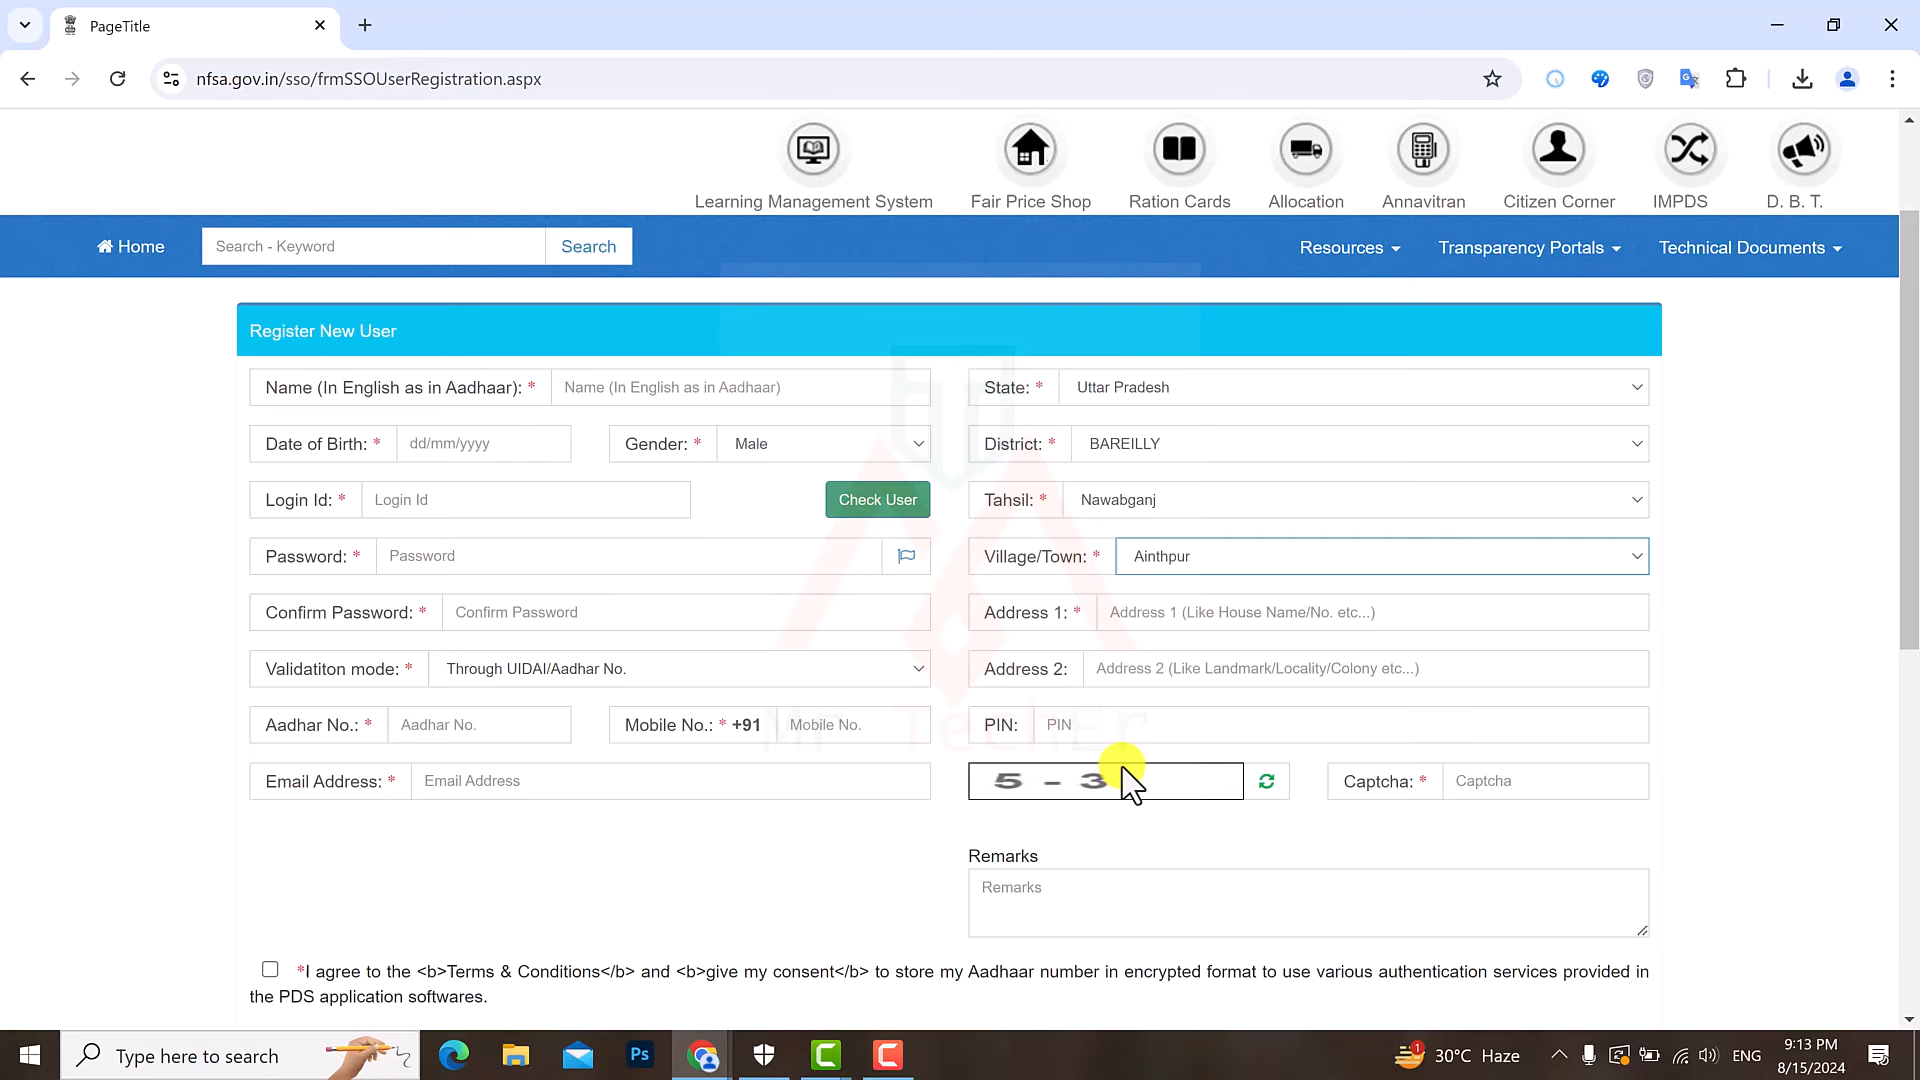 PageTitle
nfsa.gov.in/sso/frmSSOUserRegistration.aspx
Learning Management System Fair Price Shop Ration Cards Allocation Annavitran Citizen Corner IMPDS D. B. T.
Home Search - Keyword Search Resources Transparency Portals Technical Documents
Register New User
Name (In English as in Aadhaar): * Name (In English as in Aadhaar) State: * Uttar Pradesh
Date of Birth: * dd/mm/yyyy Gender: * Male District: * BAREILLY
Login Id: * Login Id Check User Tahsil: * Nawabganj
Password: * Password Village/Town: * Ainthpur
Confirm Password: * Confirm Password Address 1: * Address 1 (Like House Name/No. etc...)
Validatiton mode: * Through UIDAI/Aadhar No. Address 2: Address 2 (Like Landmark/Locality/Colony etc...)
Aadhar No.: * Aadhar No. Mobile No.: * +91 Mobile No. PIN: PIN
Mr TechEr
Email Address: * Email Address 5 - 3 Captcha: * Captcha
Remarks
Remarks
*I agree to the <b>Terms & Conditions</b> and <b>give my consent</b> to store my Aadhaar number in encrypted format to use various authentication services provided in
the PDS application softwares.
Type here to search Ps 1 30°C Haze ENG 9:13 PM
8/15/2024